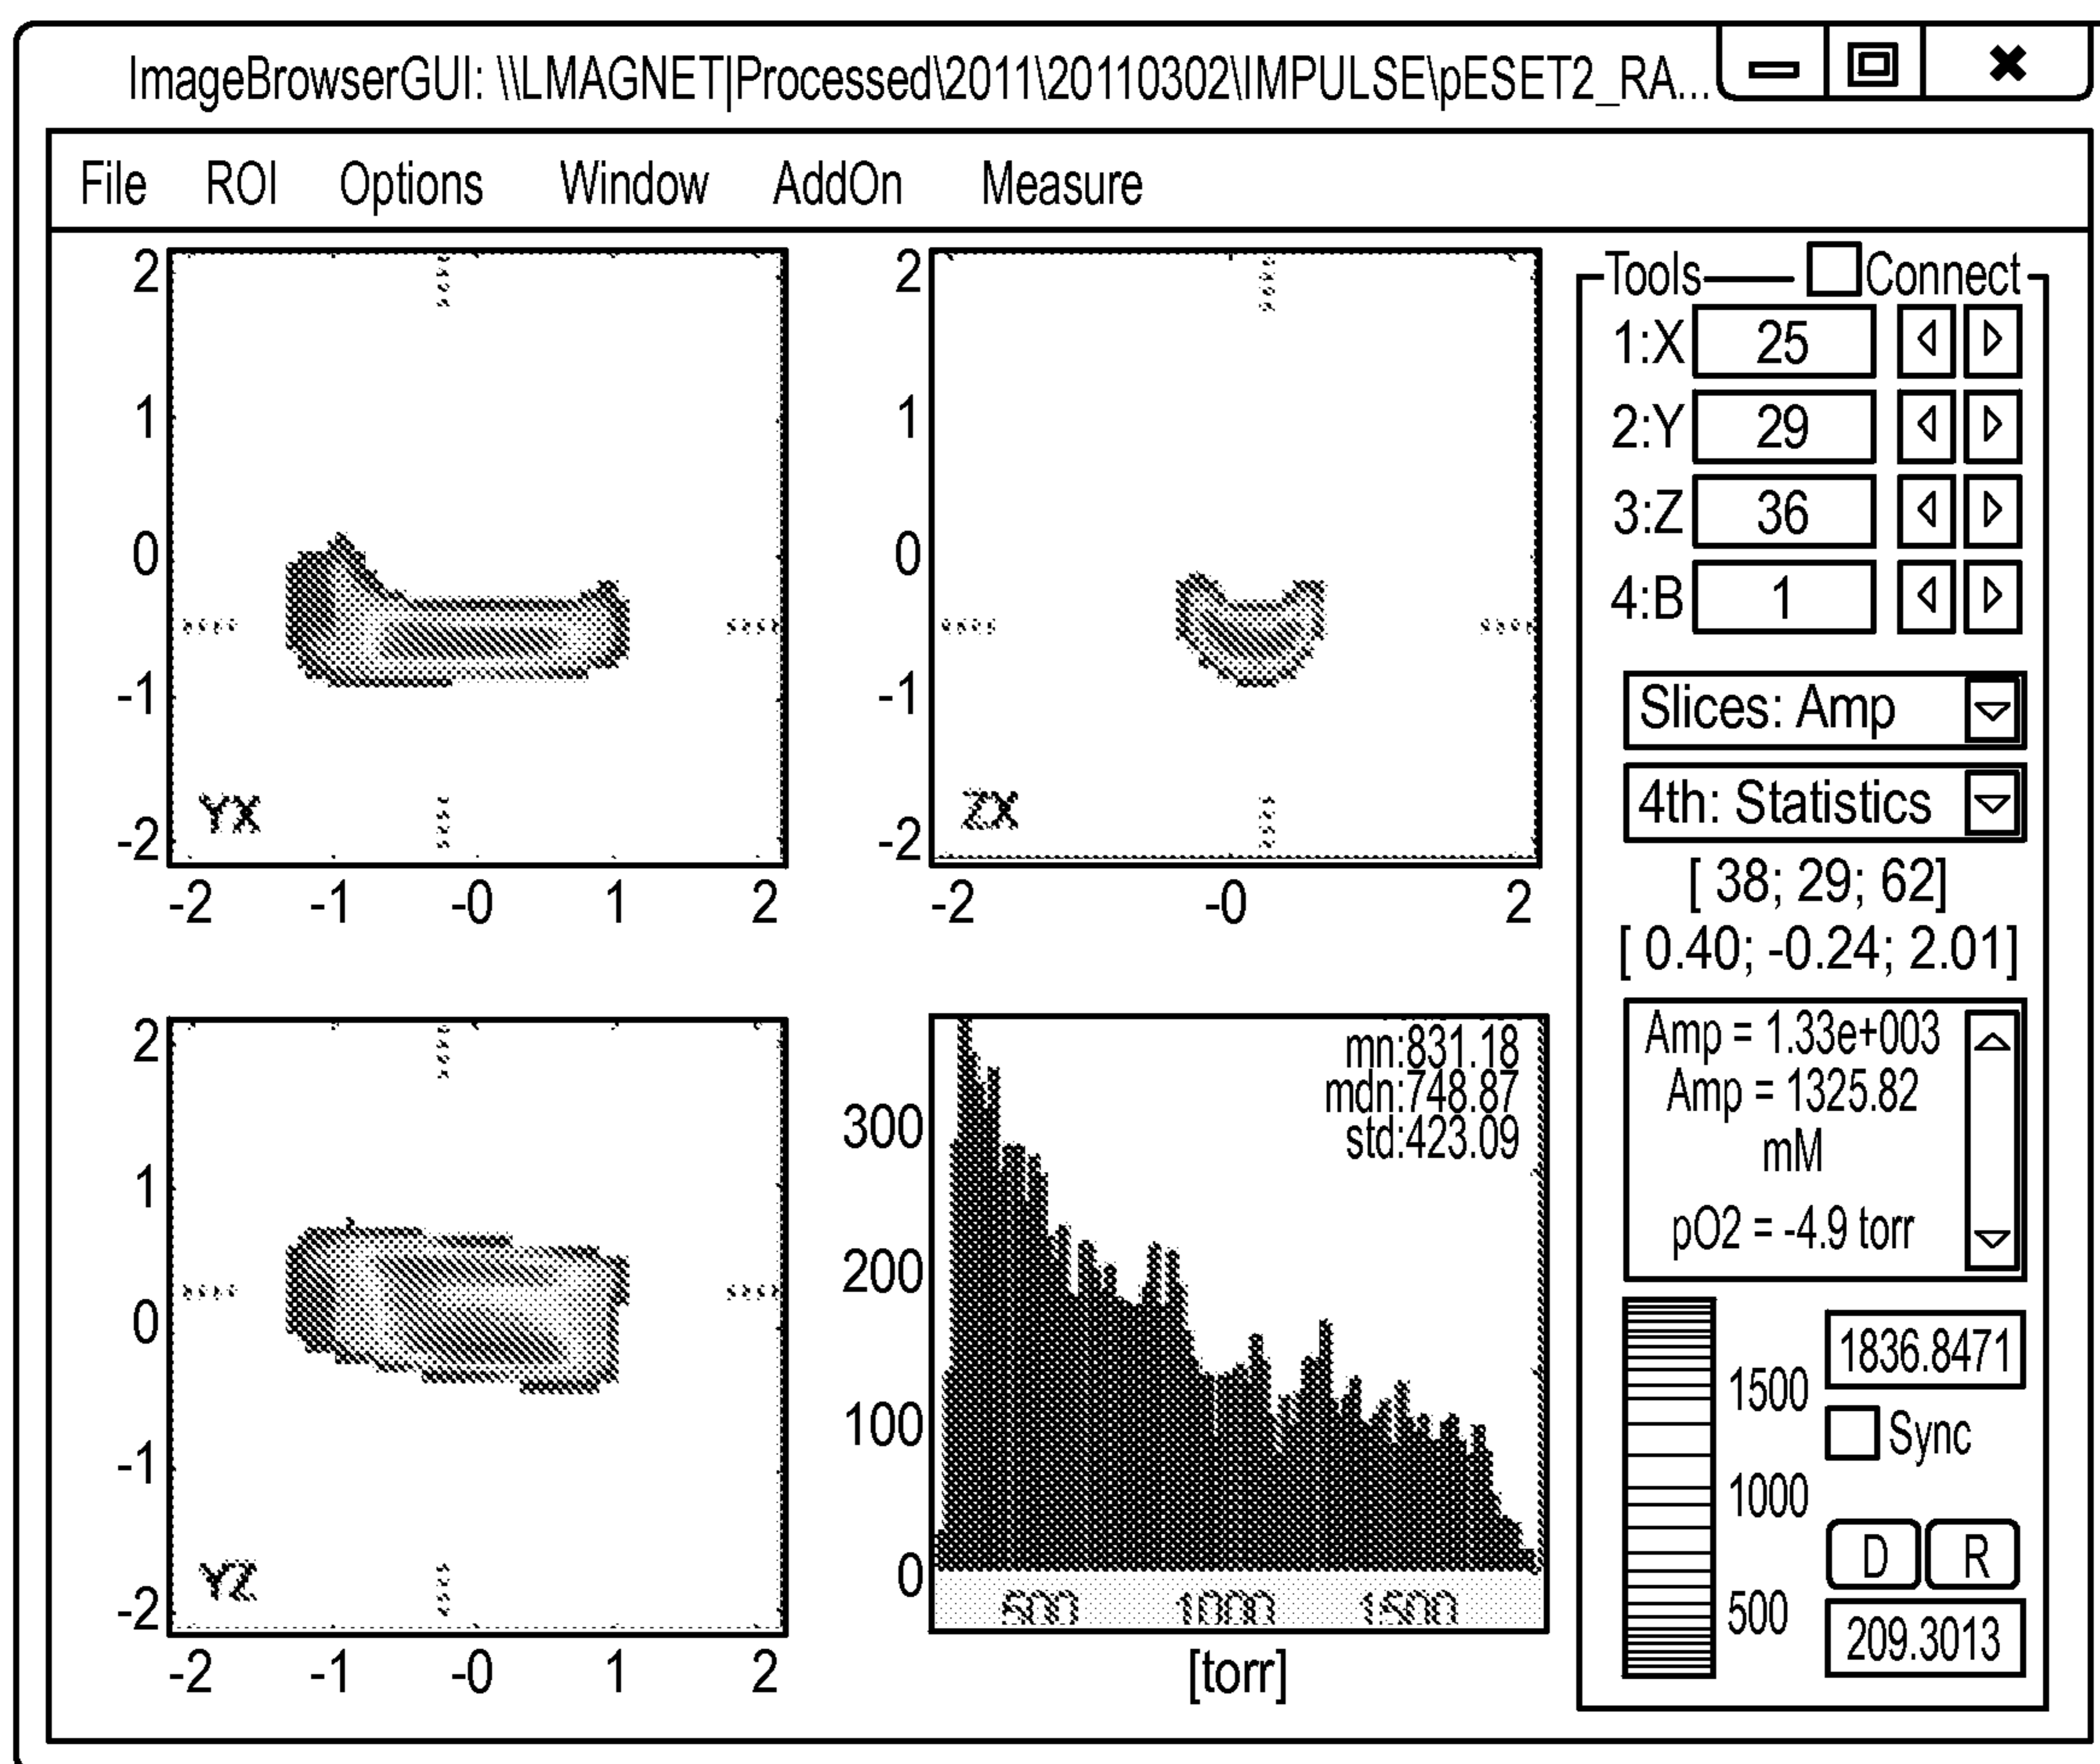 ImageBrowserGUI: \\LMAGNET|Processed\2011\20110302\IMPULSE\pESET2_RA...
File ROI Options Window AddOn Measure
2
1
0
-1
-2
YX
-2 -1 -0 1 2
2
1
0
-1
-2
ZX
-2 -0 2
2
1
0
-1
-2
YZ
-2 -1 -0 1 2
mn:831.18
mdn:748.87
std:423.09
300
200
100
0
500 1000 1500
[torr]
Tools Connect
1:X 25
2:Y 29
3:Z 36
4:B 1
Slices: Amp
4th: Statistics
[ 38; 29; 62]
[ 0.40; -0.24; 2.01]
Amp = 1.33e+003
Amp = 1325.82
mM
pO2 = -4.9 torr
1500
1000
500
1836.8471
Sync
D R
209.3013